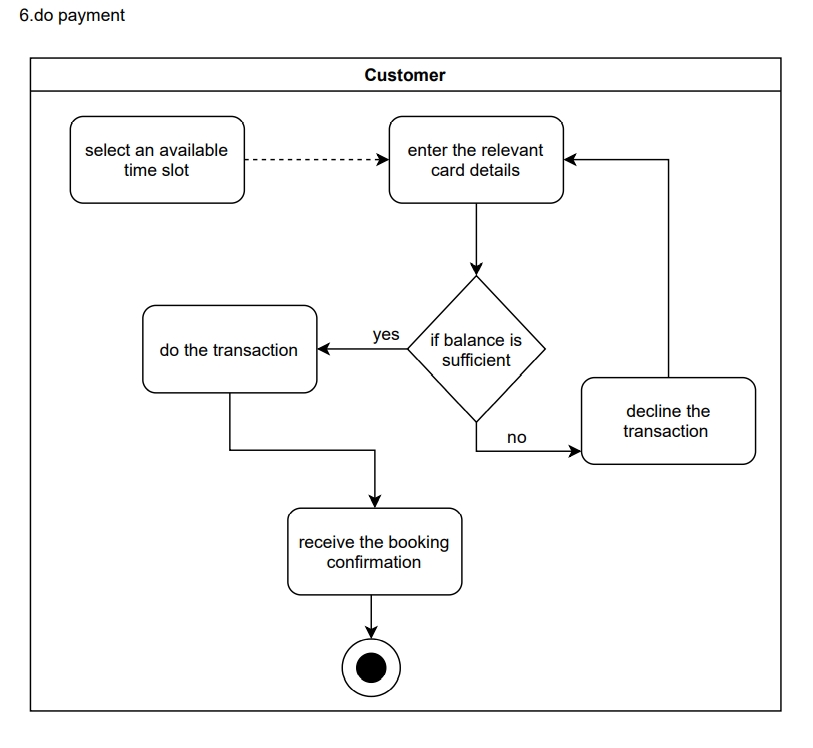 6.do payment
Customer
select an available
time slot
enter the relevant
card details
do the transaction
yes
if balance is
sufficient
no
decline the
transaction
receive the booking
confirmation